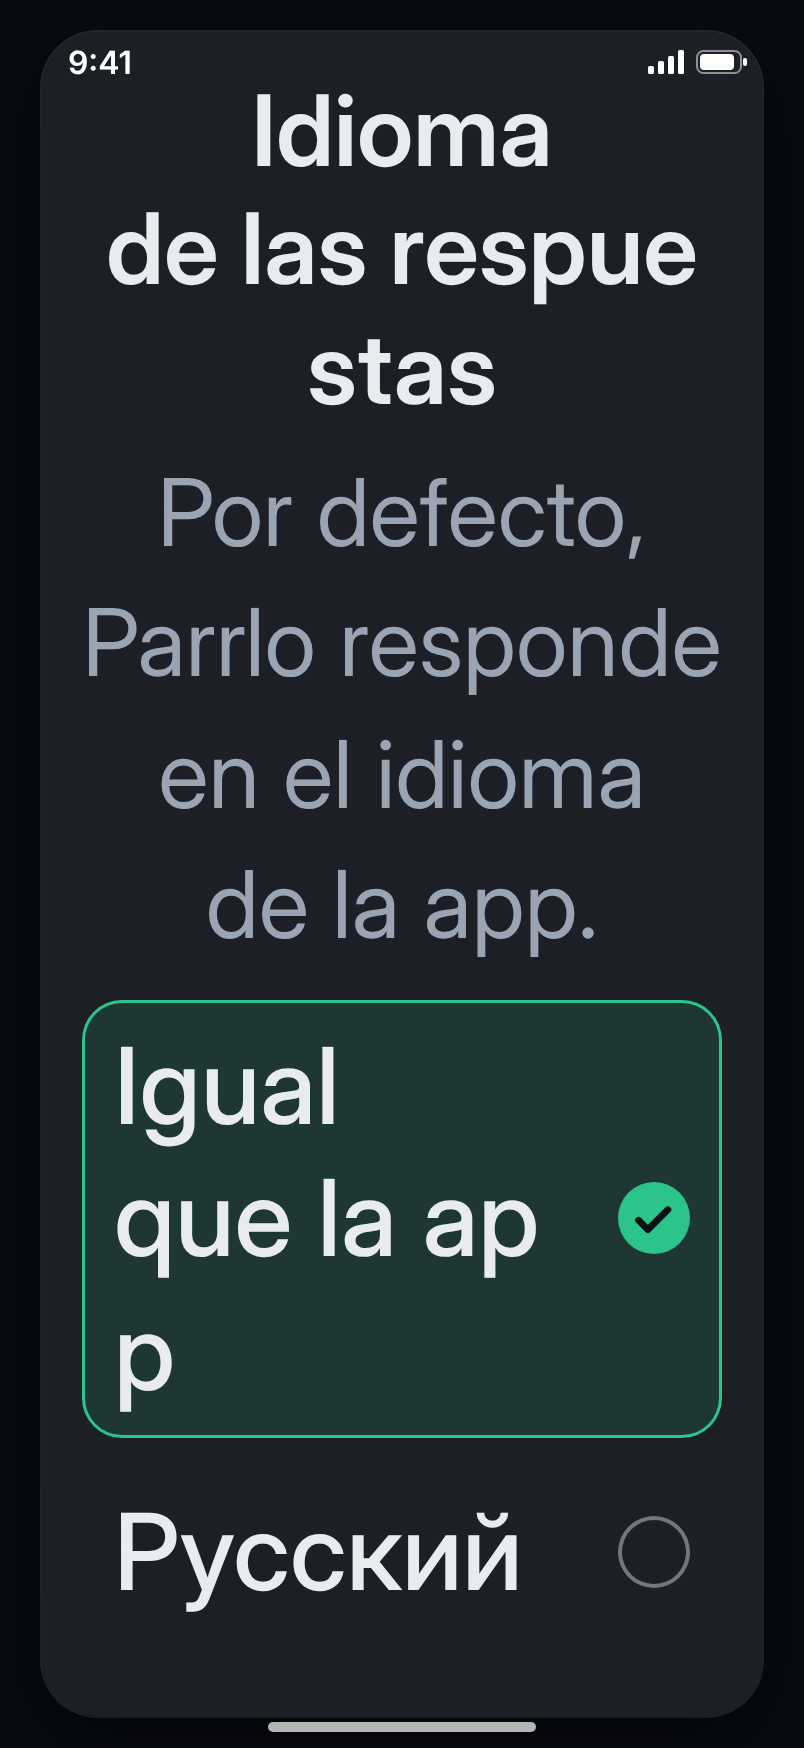 9:41
Idioma
de las respue
stas
Por defecto,
Parrlo responde
en el idioma
de la app.
Igual
que la ap
p
Русский